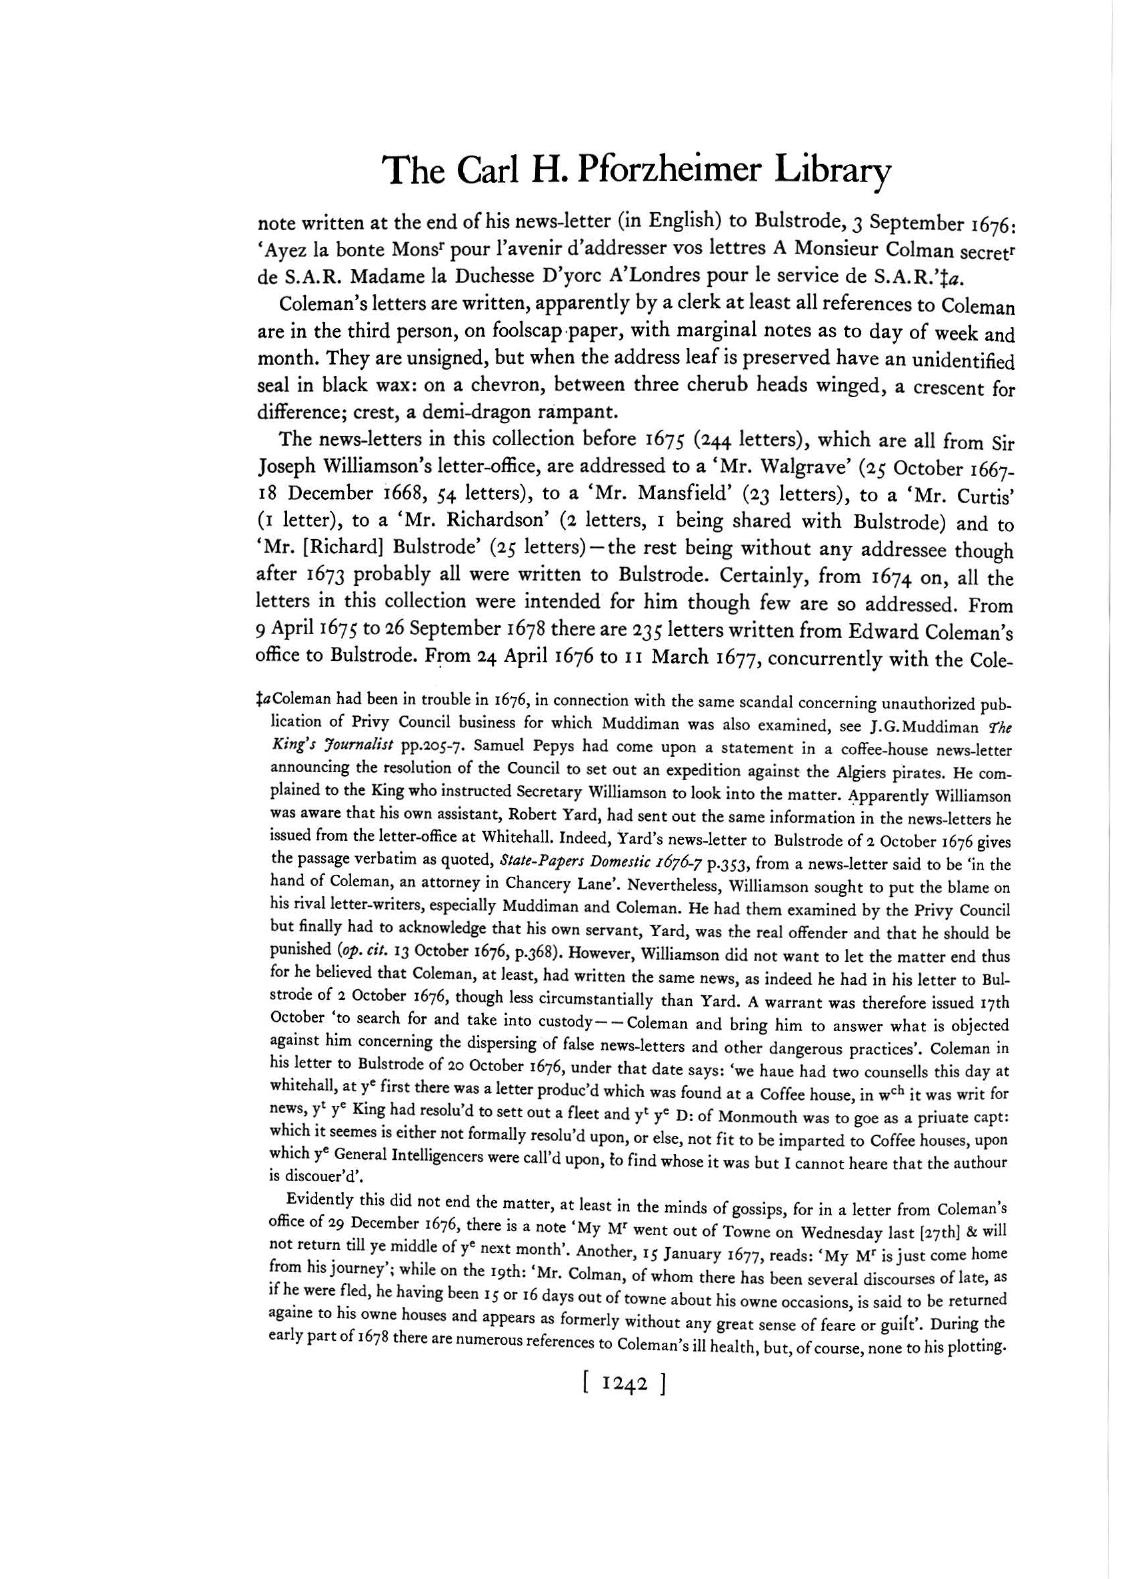 The Carl H. Pforzheimer Library
note written at the end of his news-letter (in English) to Bulstrode, 3 September 1676:
‘Ayez la bonte Monsʳ pour l’avenir d’addresser vos lettres A Monsieur Colman secretʳ
de S.A.R. Madame la Duchesse D’yorc A’Londres pour le service de S.A.R.’‡a.
Coleman’s letters are written, apparently by a clerk at least all references to Coleman
are in the third person, on foolscap paper, with marginal notes as to day of week and
month. They are unsigned, but when the address leaf is preserved have an unidentified
seal in black wax: on a chevron, between three cherub heads winged, a crescent for
difference; crest, a demi-dragon rampant.
The news-letters in this collection before 1675 (244 letters), which are all from Sir
Joseph Williamson’s letter-office, are addressed to a ‘Mr. Walgrave’ (25 October 1667-
18 December 1668, 54 letters), to a ‘Mr. Mansfield’ (23 letters), to a ‘Mr. Curtis’
(1 letter), to a ‘Mr. Richardson’ (2 letters, 1 being shared with Bulstrode) and to
‘Mr. [Richard] Bulstrode’ (25 letters)—the rest being without any addressee though
after 1673 probably all were written to Bulstrode. Certainly, from 1674 on, all the
letters in this collection were intended for him though few are so addressed. From
9 April 1675 to 26 September 1678 there are 235 letters written from Edward Coleman’s
office to Bulstrode. From 24 April 1676 to 11 March 1677, concurrently with the Cole-
‡aColeman had been in trouble in 1676, in connection with the same scandal concerning unauthorized pub-
lication of Privy Council business for which Muddiman was also examined, see J.G.Muddiman The
King’s Journalist pp.205-7. Samuel Pepys had come upon a statement in a coffee-house news-letter
announcing the resolution of the Council to set out an expedition against the Algiers pirates. He com-
plained to the King who instructed Secretary Williamson to look into the matter. Apparently Williamson
was aware that his own assistant, Robert Yard, had sent out the same information in the news-letters he
issued from the letter-office at Whitehall. Indeed, Yard’s news-letter to Bulstrode of 2 October 1676 gives
the passage verbatim as quoted, State-Papers Domestic 1676-7 p.353, from a news-letter said to be ‘in the
hand of Coleman, an attorney in Chancery Lane’. Nevertheless, Williamson sought to put the blame on
his rival letter-writers, especially Muddiman and Coleman. He had them examined by the Privy Council
but finally had to acknowledge that his own servant, Yard, was the real offender and that he should be
punished (op. cit. 13 October 1676, p.368). However, Williamson did not want to let the matter end thus
for he believed that Coleman, at least, had written the same news, as indeed he had in his letter to Bul-
strode of 2 October 1676, though less circumstantially than Yard. A warrant was therefore issued 17th
October ‘to search for and take into custody——Coleman and bring him to answer what is objected
against him concerning the dispersing of false news-letters and other dangerous practices’. Coleman in
his letter to Bulstrode of 20 October 1676, under that date says: ‘we haue had two counsells this day at
whitehall, at yᵉ first there was a letter produc’d which was found at a Coffee house, in wᶜʰ it was writ for
news, yᵗ yᵉ King had resolu’d to sett out a fleet and yᵗ yᵉ D: of Monmouth was to goe as a priuate capt:
which it seemes is either not formally resolu’d upon, or else, not fit to be imparted to Coffee houses, upon
which yᵉ General Intelligencers were call’d upon, to find whose it was but I cannot heare that the authour
is discouer’d’.
Evidently this did not end the matter, at least in the minds of gossips, for in a letter from Coleman’s
office of 29 December 1676, there is a note ‘My Mʳ went out of Towne on Wednesday last [27th] & will
not return till ye middle of yᵉ next month’. Another, 15 January 1677, reads: ‘My Mʳ is just come home
from his journey’; while on the 19th: ‘Mr. Colman, of whom there has been several discourses of late, as
if he were fled, he having been 15 or 16 days out of towne about his owne occasions, is said to be returned
againe to his owne houses and appears as formerly without any great sense of feare or guilt’. During the
early part of 1678 there are numerous references to Coleman’s ill health, but, of course, none to his plotting.
[ 1242 ]